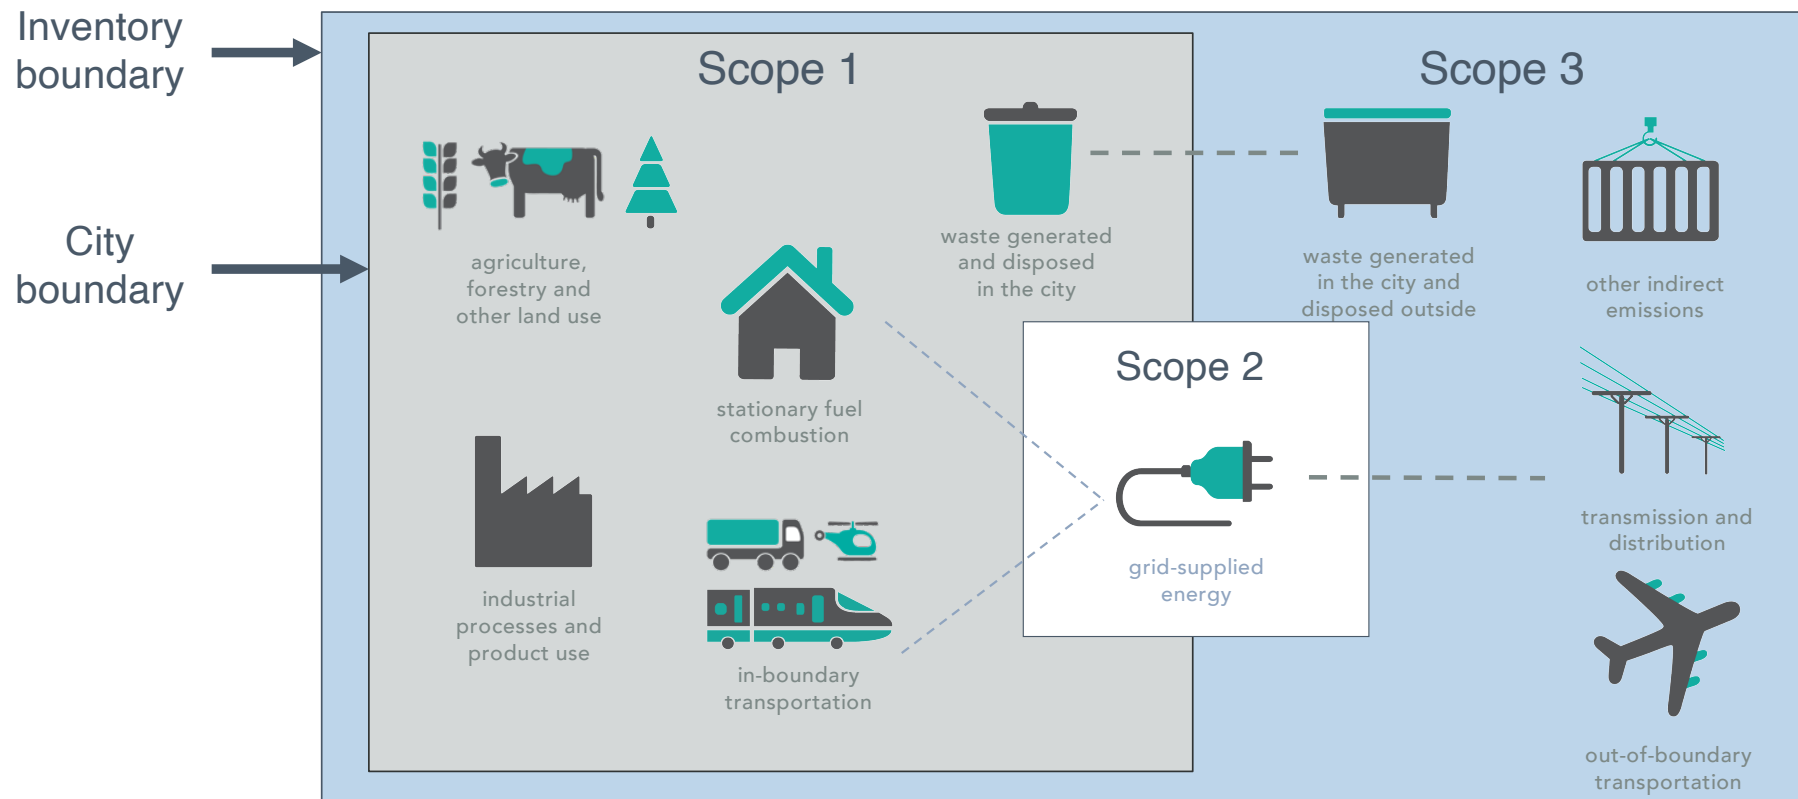 Inventory
boundary
City
boundary
Scope 1
agriculture,
forestry and
other land use
stationary fuel
combustion
waste generated
and disposed
in the city
industrial
processes and
product use
in-boundary
transportation
Scope 2
grid-supplied
energy
Scope 3
waste generated
in the city and
disposed outside
other indirect
emissions
transmission and
distribution
out-of-boundary
transportation